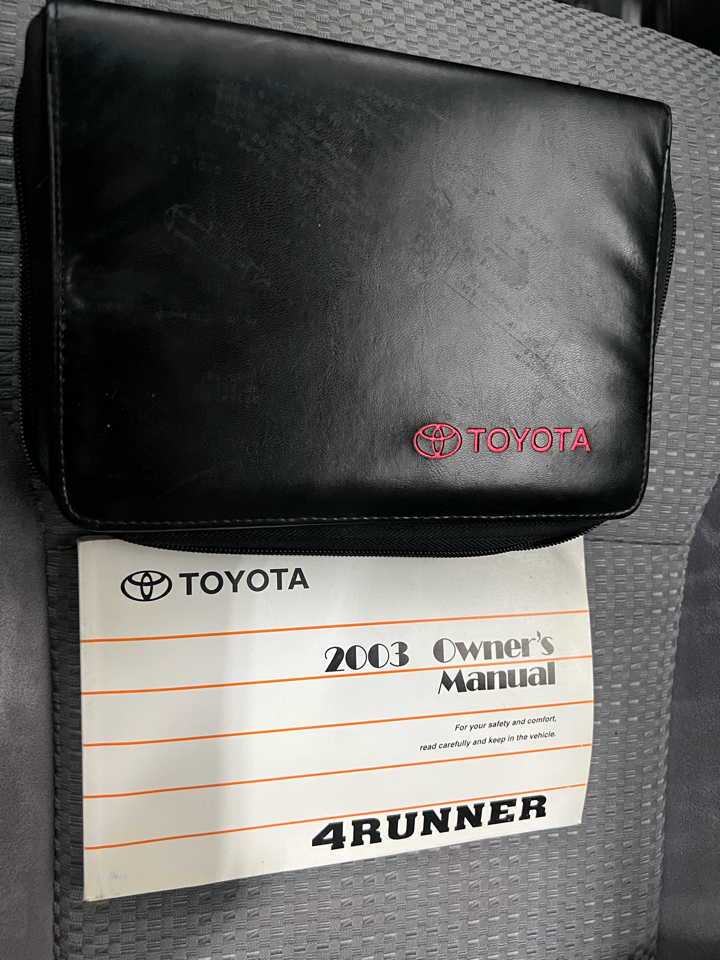 TOYOTA
TOYOTA
2003 Owner's
Manual
For your safety and comfort,
read carefully and keep in the vehicle.
4RUNNER